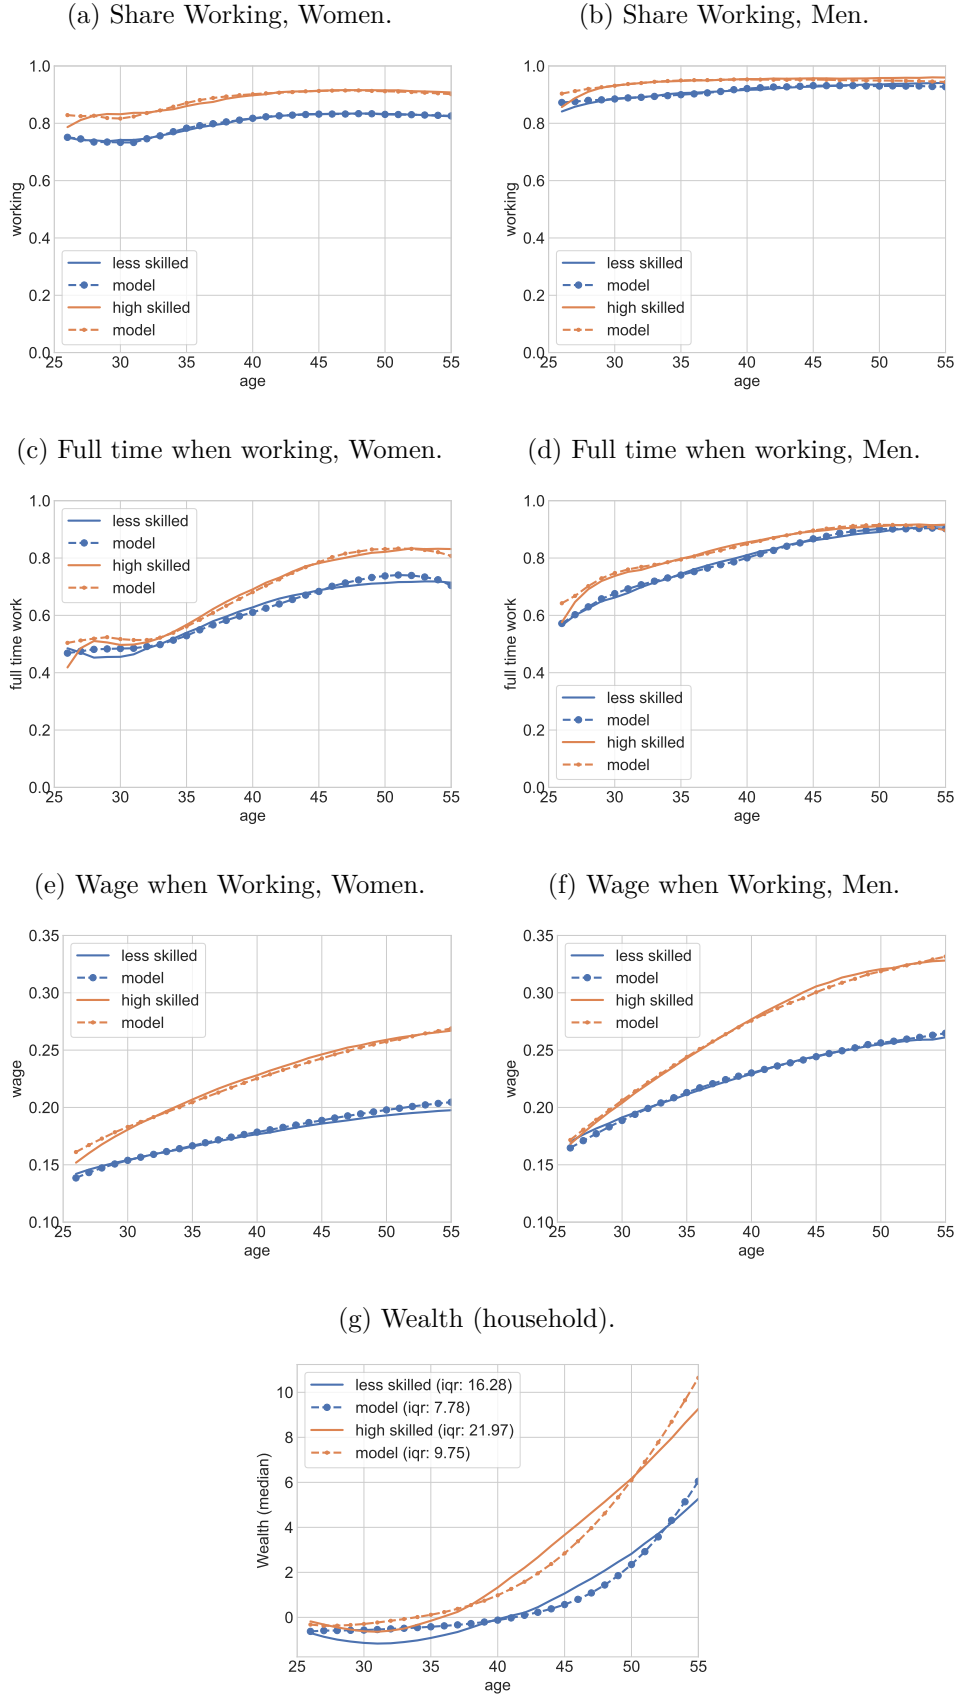 (a) Share Working, Women.
1.0
0.8
0.6
0.4
0.2
0.0
working
less skilled
model
high skilled
model
25 30 35 40 45 50 55
age
(b) Share Working, Men.
1.0
0.8
0.6
0.4
0.2
0.0
working
less skilled
model
high skilled
model
25 30 35 40 45 50 55
age
(c) Full time when working, Women.
1.0
0.8
0.6
0.4
0.2
0.0
full time work
less skilled
model
high skilled
model
25 30 35 40 45 50 55
age
(d) Full time when working, Men.
1.0
0.8
0.6
0.4
0.2
0.0
full time work
less skilled
model
high skilled
model
25 30 35 40 45 50 55
age
(e) Wage when Working, Women.
0.35
0.30
0.25
0.20
0.15
0.10
wage
less skilled
model
high skilled
model
25 30 35 40 45 50 55
age
(f) Wage when Working, Men.
0.35
0.30
0.25
0.20
0.15
0.10
wage
less skilled
model
high skilled
model
25 30 35 40 45 50 55
age
(g) Wealth (household).
10
8
6
4
2
0
Wealth (median)
less skilled (iqr: 16.28)
model (iqr: 7.78)
high skilled (iqr: 21.97)
model (iqr: 9.75)
25 30 35 40 45 50 55
age